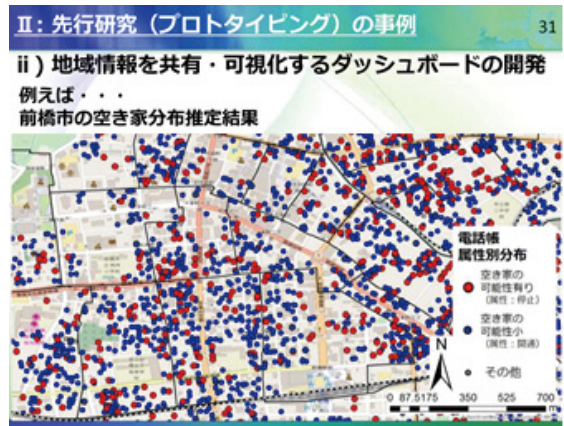 Ⅱ：先行研究（プロトタイピング）の事例
31
ⅱ) 地域情報を共有・可視化するダッシュボードの開発
例えば・・・
前橋市の空き家分布推定結果
電話帳
属性別分布
空き家の
可能性有り
（属性：停止）
空き家の
可能性小
（属性：開通）
その他
N
0 87.5175 350 525 700
m